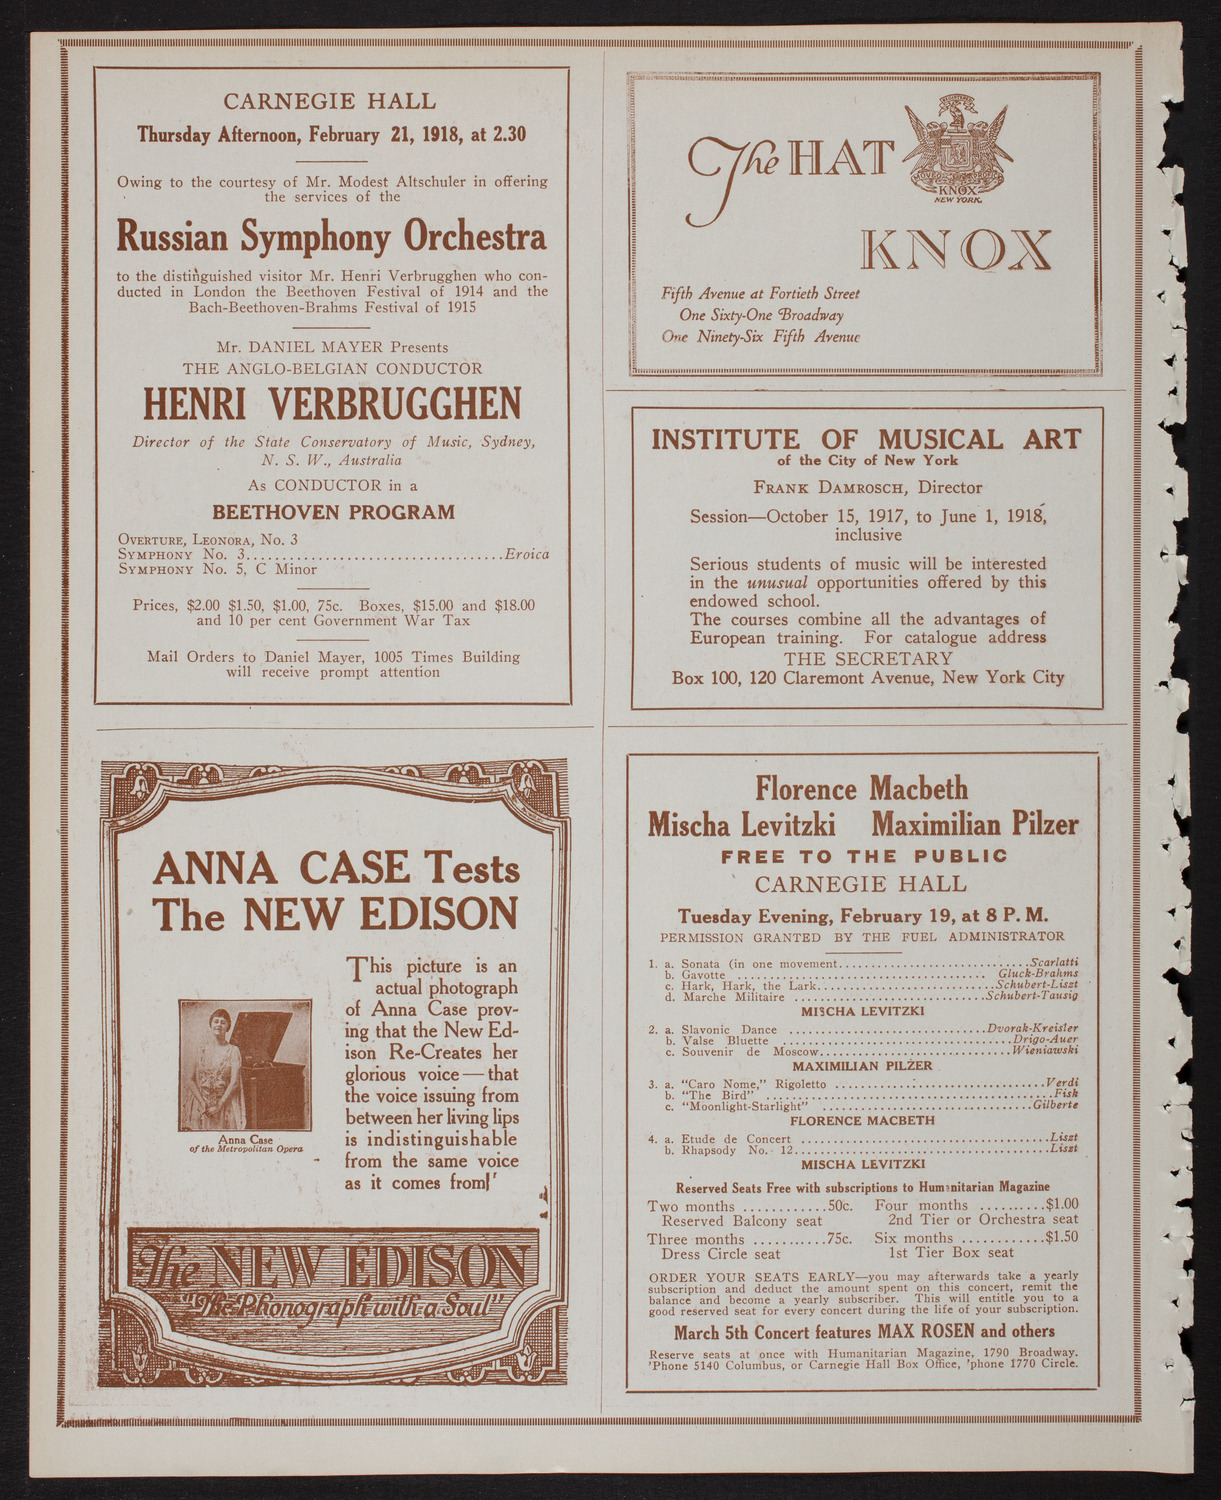 CARNEGIE HALL
Thursday Afternoon, February 21, 1918, at 2.30
Owing to the courtesy of Mr. Modest Altschuler in offering
the services of the
Russian Symphony Orchestra
to the distinguished visitor Mr. Henri Verbrugghen who con-
ducted in London the Beethoven Festival of 1914 and the
Bach-Beethoven-Brahms Festival of 1915
Mr. DANIEL MAYER Presents
THE ANGLO-BELGIAN CONDUCTOR
HENRI VERBRUGGHEN
Director of the State Conservatory of Music, Sydney,
N. S. W., Australia
As CONDUCTOR in a
BEETHOVEN PROGRAM
OVERTURE, LEONORA, No. 3
SYMPHONY No. 3....................................Eroica
SYMPHONY No. 5, C Minor
Prices, $2.00 $1.50, $1.00, 75c. Boxes, $15.00 and $18.00
and 10 per cent Government War Tax
Mail Orders to Daniel Mayer, 1005 Times Building
will receive prompt attention
The HAT
KNOX
NEW YORK.
KNOX
Fifth Avenue at Fortieth Street
One Sixty-One Broadway
One Ninety-Six Fifth Avenue
INSTITUTE OF MUSICAL ART
of the City of New York
FRANK DAMROSCH, Director
Session—October 15, 1917, to June 1, 1918,
inclusive
Serious students of music will be interested
in the unusual opportunities offered by this
endowed school.
The courses combine all the advantages of
European training. For catalogue address
THE SECRETARY
Box 100, 120 Claremont Avenue, New York City
ANNA CASE Tests
The NEW EDISON
This picture is an
actual photograph
of Anna Case prov-
ing that the New Ed-
ison Re-Creates her
glorious voice—that
the voice issuing from
between her living lips
is indistinguishable
from the same voice
as it comes from!'
Anna Case
of the Metropolitan Opera
The NEW EDISON
"The Phonograph with a Soul"
Florence Macbeth
Mischa Levitzki Maximilian Pilzer
FREE TO THE PUBLIC
CARNEGIE HALL
Tuesday Evening, February 19, at 8 P. M.
PERMISSION GRANTED BY THE FUEL ADMINISTRATOR
1. a. Sonata (in one movement..............................Scarlatti
b. Gavotte ....................................... Gluck-Brahms
c. Hark, Hark, the Lark............................Schubert-Liszt
d. Marche Militaire ..............................Schubert-Tausig
MISCHA LEVITZKI
2. a. Slavonic Dance ...............................Dvorak-Kreisler
b. Valse Bluette ....................................Drigo-Auer
c. Souvenir de Moscow..............................Wieniawski
MAXIMILIAN PILZER
3. a. "Caro Nome," Rigoletto .................................Verdi
b. "The Bird" .............................................Fisk
c. "Moonlight-Starlight" .................................Gilberte
FLORENCE MACBETH
4. a. Etude de Concert .......................................Liszt
b. Rhapsody No. 12........................................Liszt
MISCHA LEVITZKI
Reserved Seats Free with subscriptions to Humanitarian Magazine
Two months ............50c. Four months ..........$1.00
Reserved Balcony seat 2nd Tier or Orchestra seat
Three months ...........75c. Six months ............$1.50
Dress Circle seat 1st Tier Box seat
ORDER YOUR SEATS EARLY—you may afterwards take a yearly
subscription and deduct the amount spent on this concert, remit the
balance and become a yearly subscriber. This will entitle you to a
good reserved seat for every concert during the life of your subscription.
March 5th Concert features MAX ROSEN and others
Reserve seats at once with Humanitarian Magazine, 1790 Broadway.
'Phone 5140 Columbus, or Carnegie Hall Box Office, 'phone 1770 Circle.